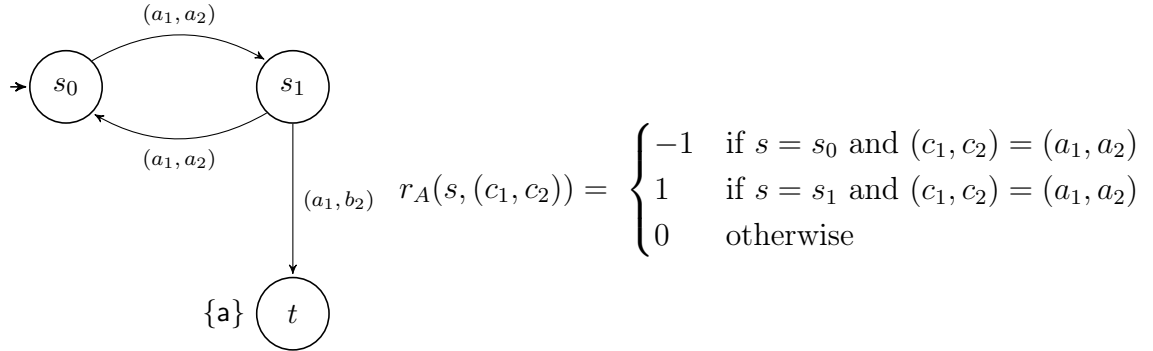 (a₁, a₂)
s₀
s₁
(a₁, a₂)
(a₁, b₂)
{a} t
r_A(s, (c₁, c₂)) = { −1 if s = s₀ and (c₁, c₂) = (a₁, a₂)
1 if s = s₁ and (c₁, c₂) = (a₁, a₂)
0 otherwise